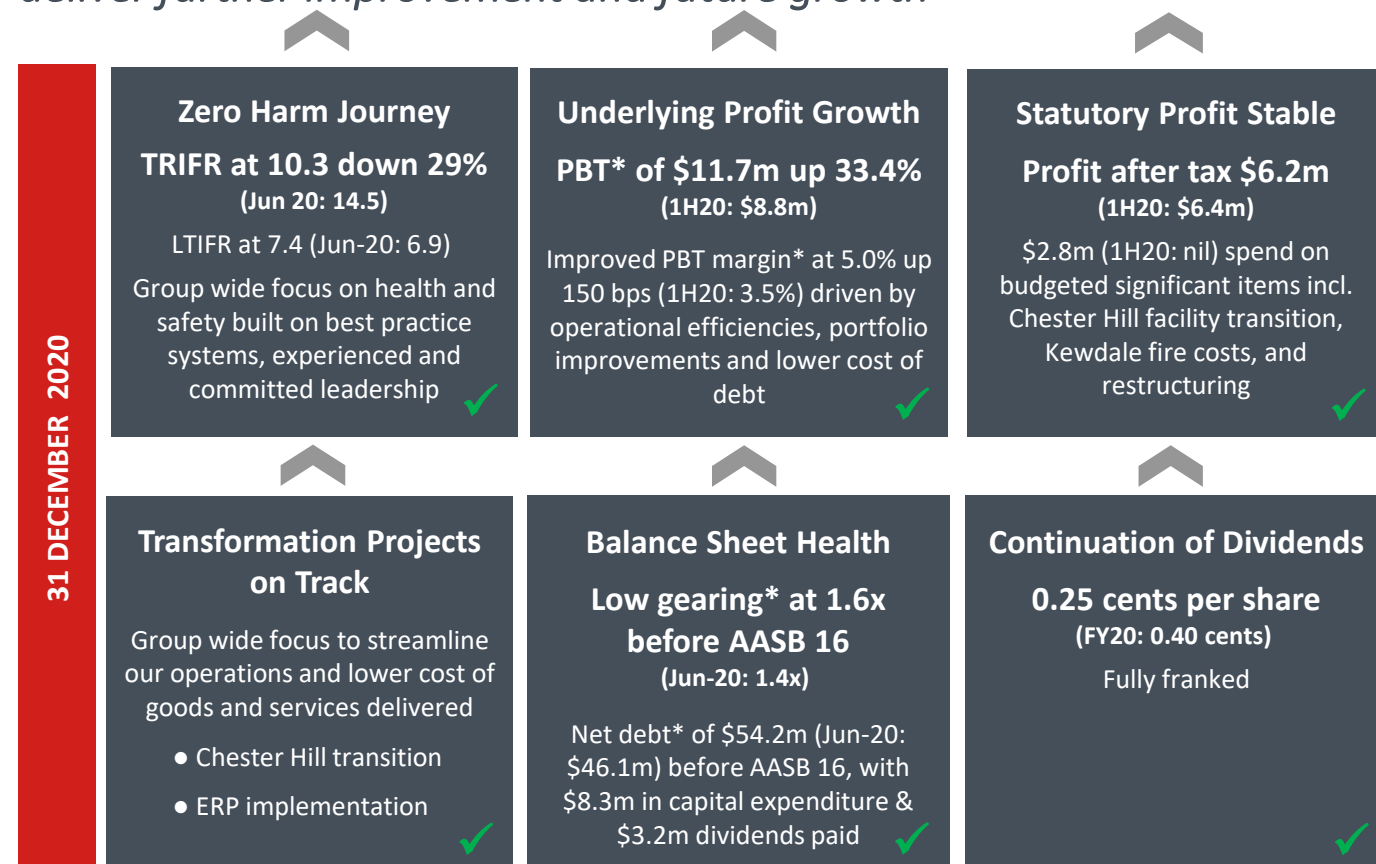 deliver further improvement and future growth
31 DECEMBER 2020
Zero Harm Journey
TRIFR at 10.3 down 29%
(Jun 20: 14.5)
LTIFR at 7.4 (Jun-20: 6.9)
Group wide focus on health and
safety built on best practice
systems, experienced and
committed leadership
Underlying Profit Growth
PBT* of $11.7m up 33.4%
(1H20: $8.8m)
Improved PBT margin* at 5.0% up
150 bps (1H20: 3.5%) driven by
operational efficiencies, portfolio
improvements and lower cost of
debt
Statutory Profit Stable
Profit after tax $6.2m
(1H20: $6.4m)
$2.8m (1H20: nil) spend on
budgeted significant items incl.
Chester Hill facility transition,
Kewdale fire costs, and
restructuring
Transformation Projects
on Track
Group wide focus to streamline
our operations and lower cost of
goods and services delivered
● Chester Hill transition
● ERP implementation
Balance Sheet Health
Low gearing* at 1.6x
before AASB 16
(Jun-20: 1.4x)
Net debt* of $54.2m (Jun-20:
$46.1m) before AASB 16, with
$8.3m in capital expenditure &
$3.2m dividends paid
Continuation of Dividends
0.25 cents per share
(FY20: 0.40 cents)
Fully franked